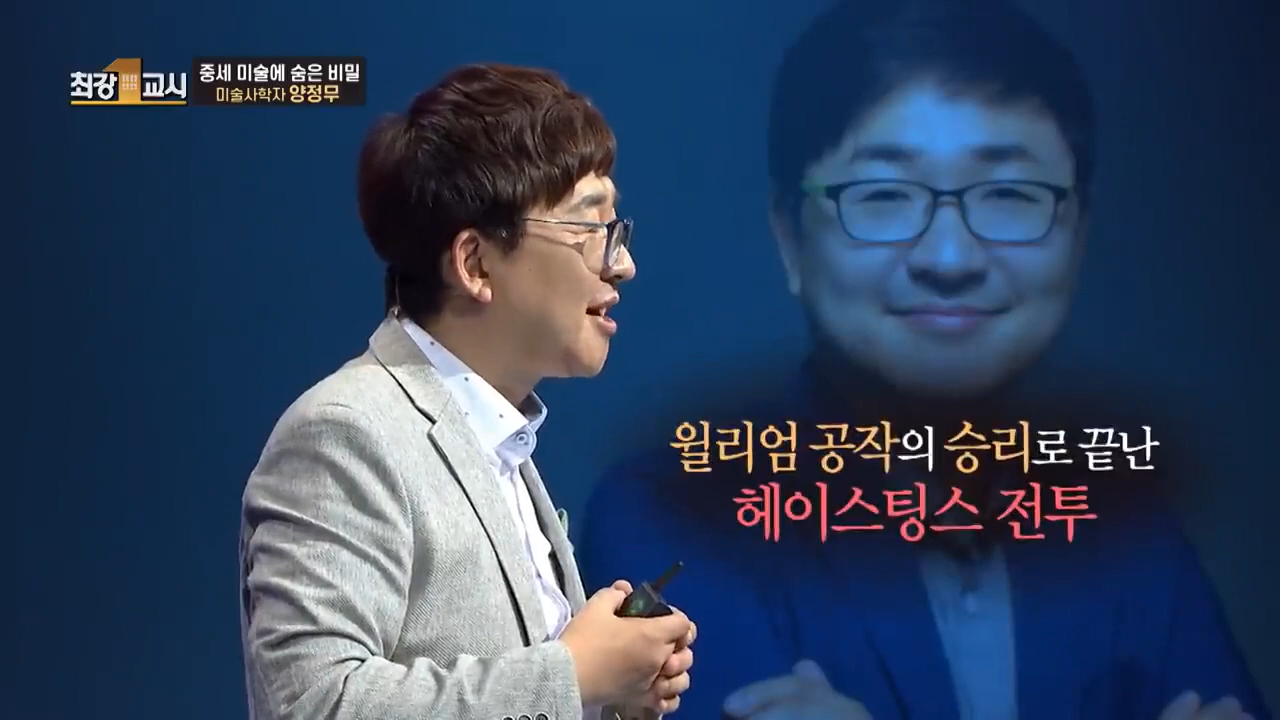 최강1교시
중세 미술에 숨은 비밀
미술사학자 양정무
윌리엄 공작의 승리로 끝난
헤이스팅스 전투